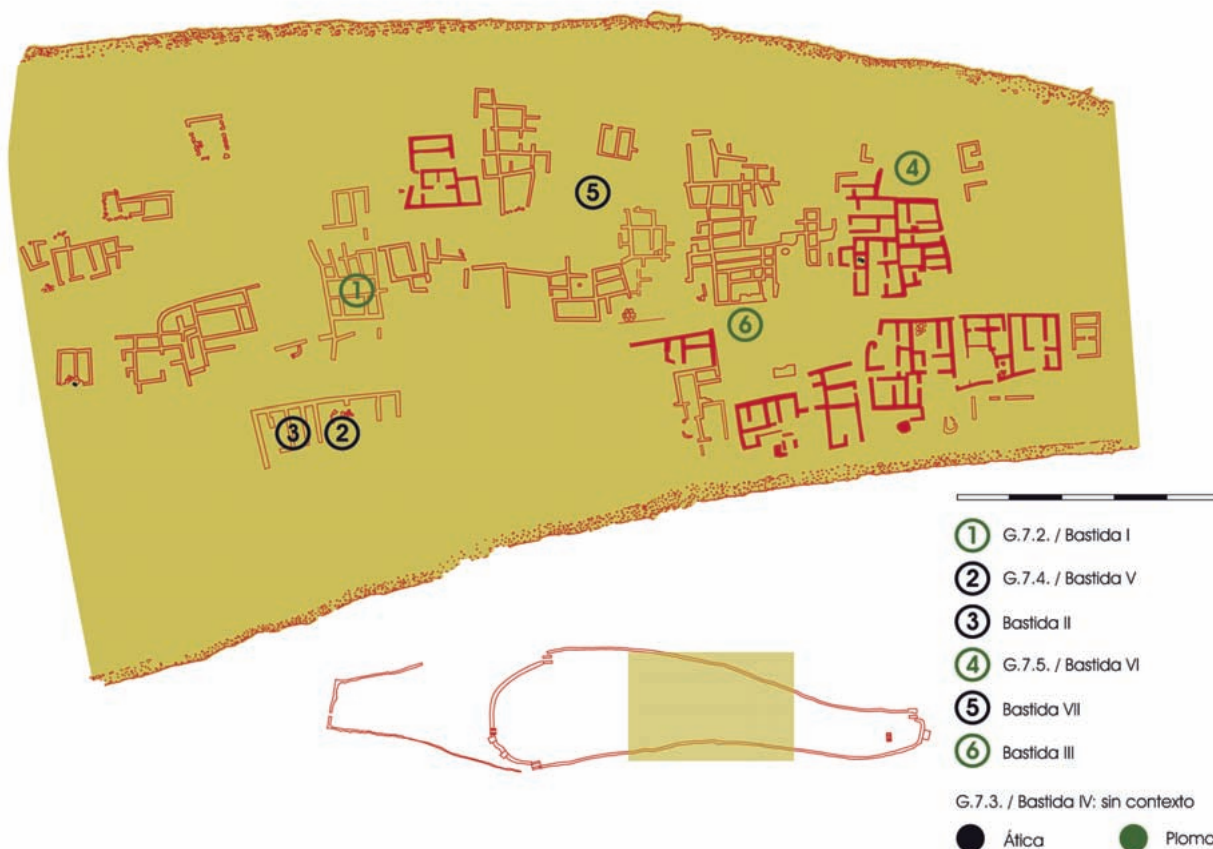 4
5
1
6
3 2
1 G.7.2. / Bastida I
2 G.7.4. / Bastida V
3 Bastida II
4 G.7.5. / Bastida VI
5 Bastida VII
6 Bastida III
G.7.3. / Bastida IV: sin contexto
Ática Plomo